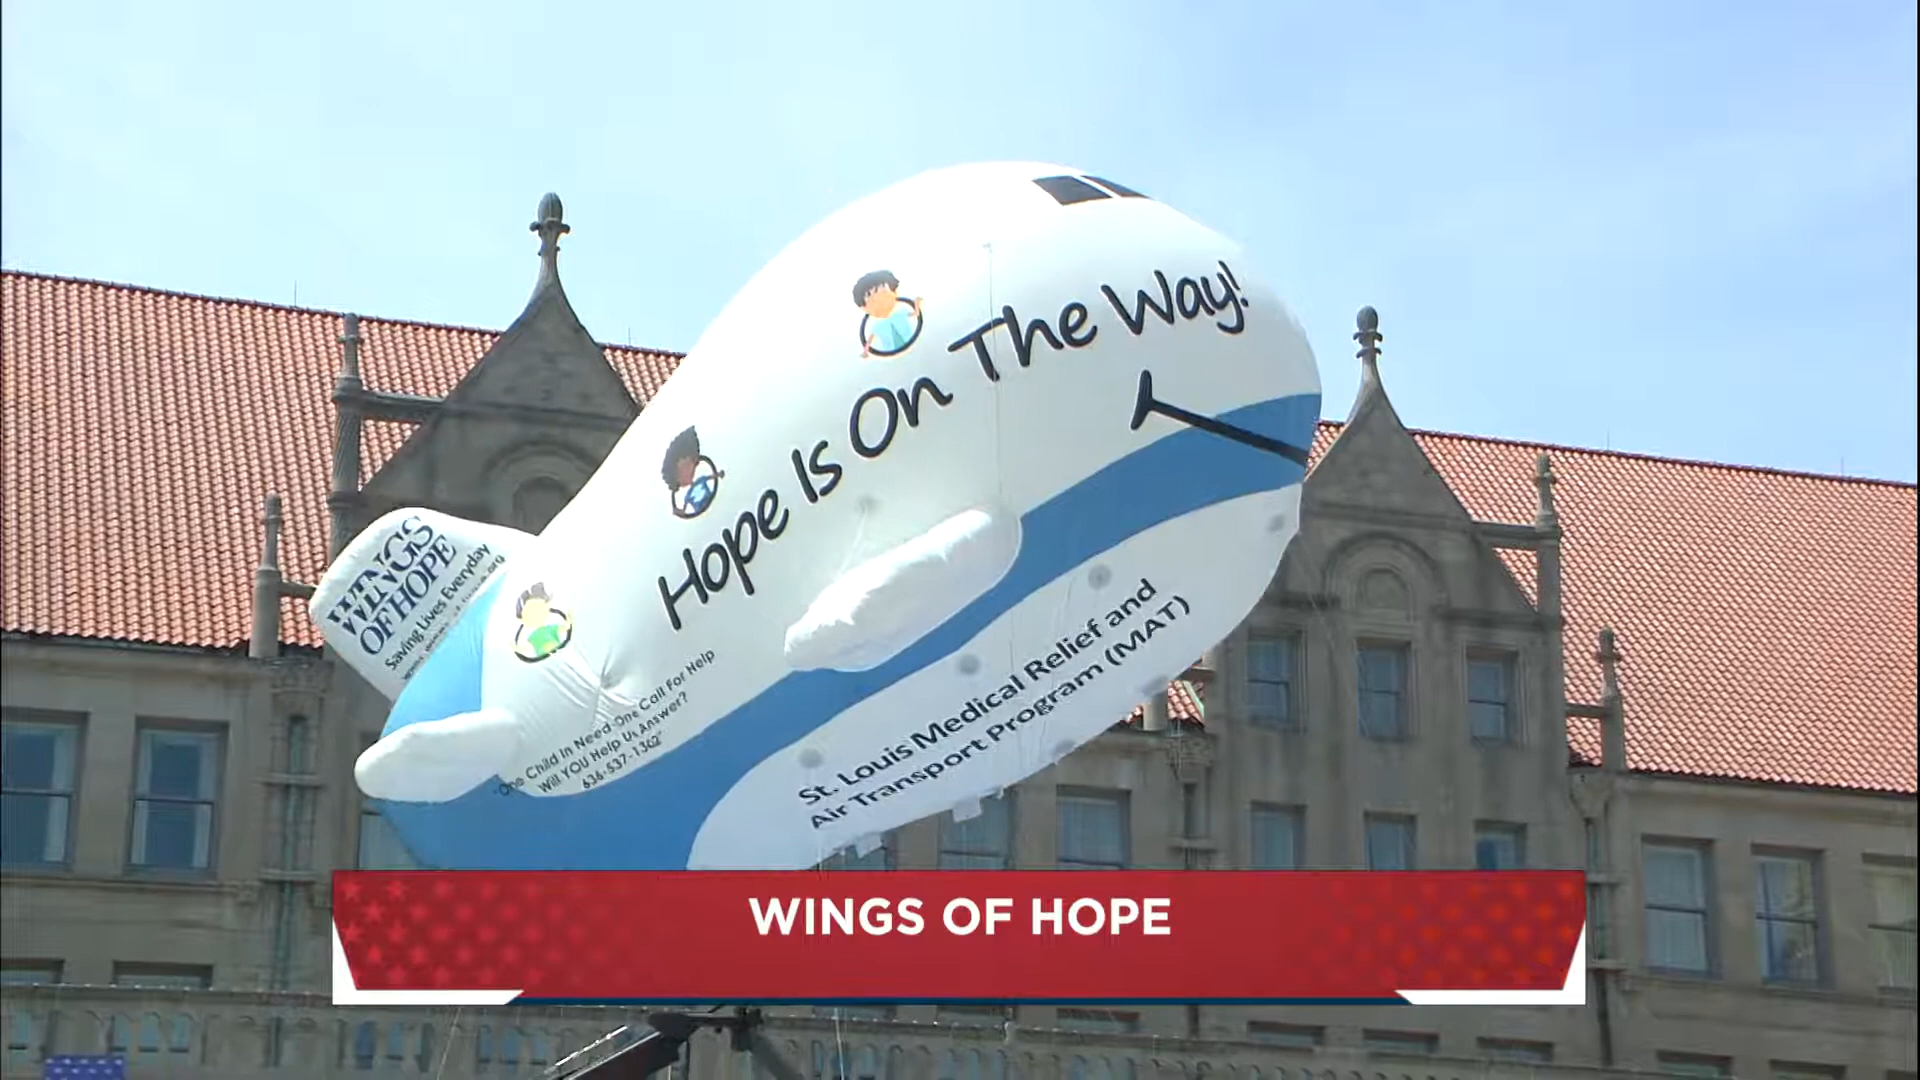 Hope Is On The Way!
WINGS
OF HOPE
Saving Lives Everyday
"One Child In Need-One Call For Help
Will YOU Help Us Answer?
636-537-1362"
St. Louis Medical Relief and
Air Transport Program (MAT)
WINGS OF HOPE